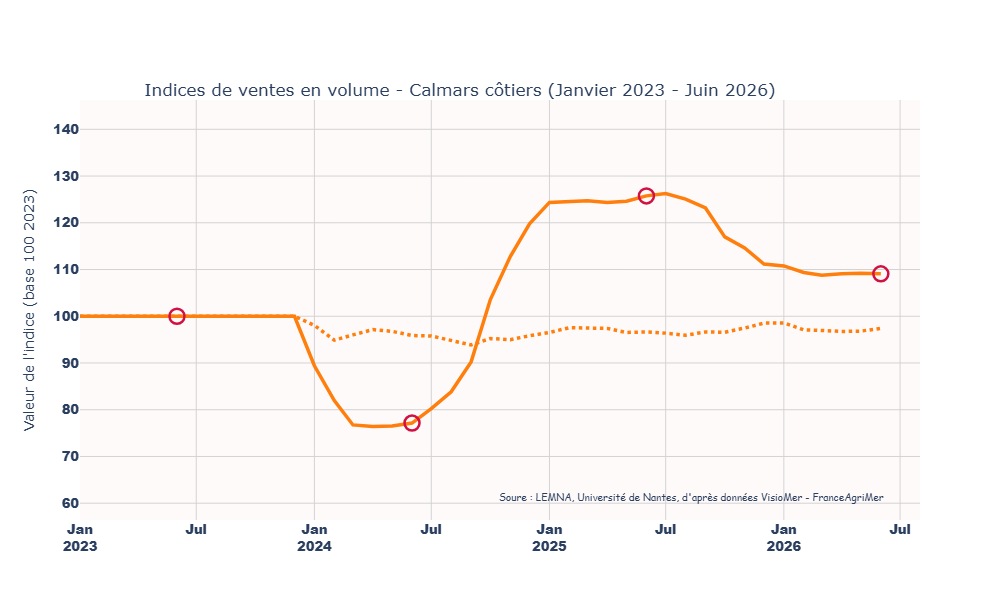 Indices de ventes en volume - Calmars côtiers (Janvier 2023 - Juin 2026)
Valeur de l'indice (base 100 2023)
140
130
120
110
100
90
80
70
60
Soure : LEMNA, Université de Nantes, d'après données VisioMer - FranceAgriMer
Jan Jul Jan Jul Jan Jul Jan Jul
2023 2024 2025 2026